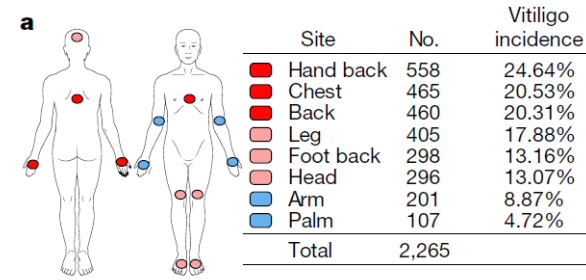 a
Site No. Vitiligo incidence
Hand back 558 24.64%
Chest 465 20.53%
Back 460 20.31%
Leg 405 17.88%
Foot back 298 13.16%
Head 296 13.07%
Arm 201 8.87%
Palm 107 4.72%
Total 2,265